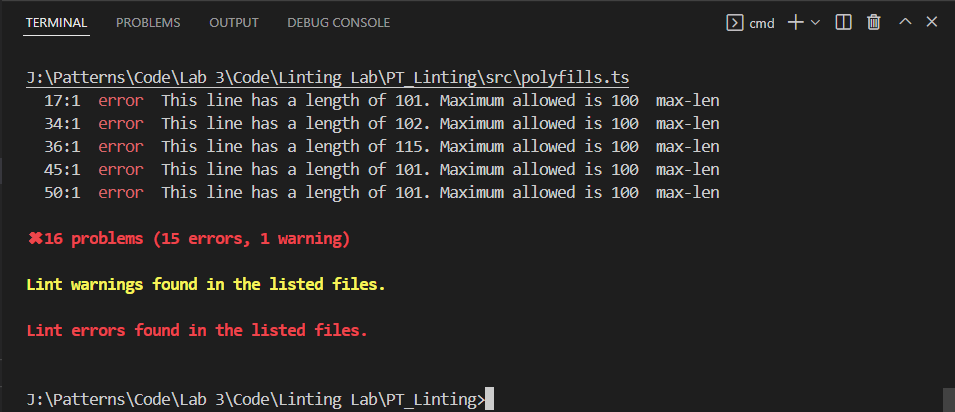 TERMINAL PROBLEMS OUTPUT DEBUG CONSOLE cmd
J:\Patterns\Code\Lab 3\Code\Linting Lab\PT_Linting\src\polyfills.ts
17:1 error This line has a length of 101. Maximum allowed is 100 max-len
34:1 error This line has a length of 102. Maximum allowed is 100 max-len
36:1 error This line has a length of 115. Maximum allowed is 100 max-len
45:1 error This line has a length of 101. Maximum allowed is 100 max-len
50:1 error This line has a length of 101. Maximum allowed is 100 max-len
✖16 problems (15 errors, 1 warning)
Lint warnings found in the listed files.
Lint errors found in the listed files.
J:\Patterns\Code\Lab 3\Code\Linting Lab\PT_Linting>